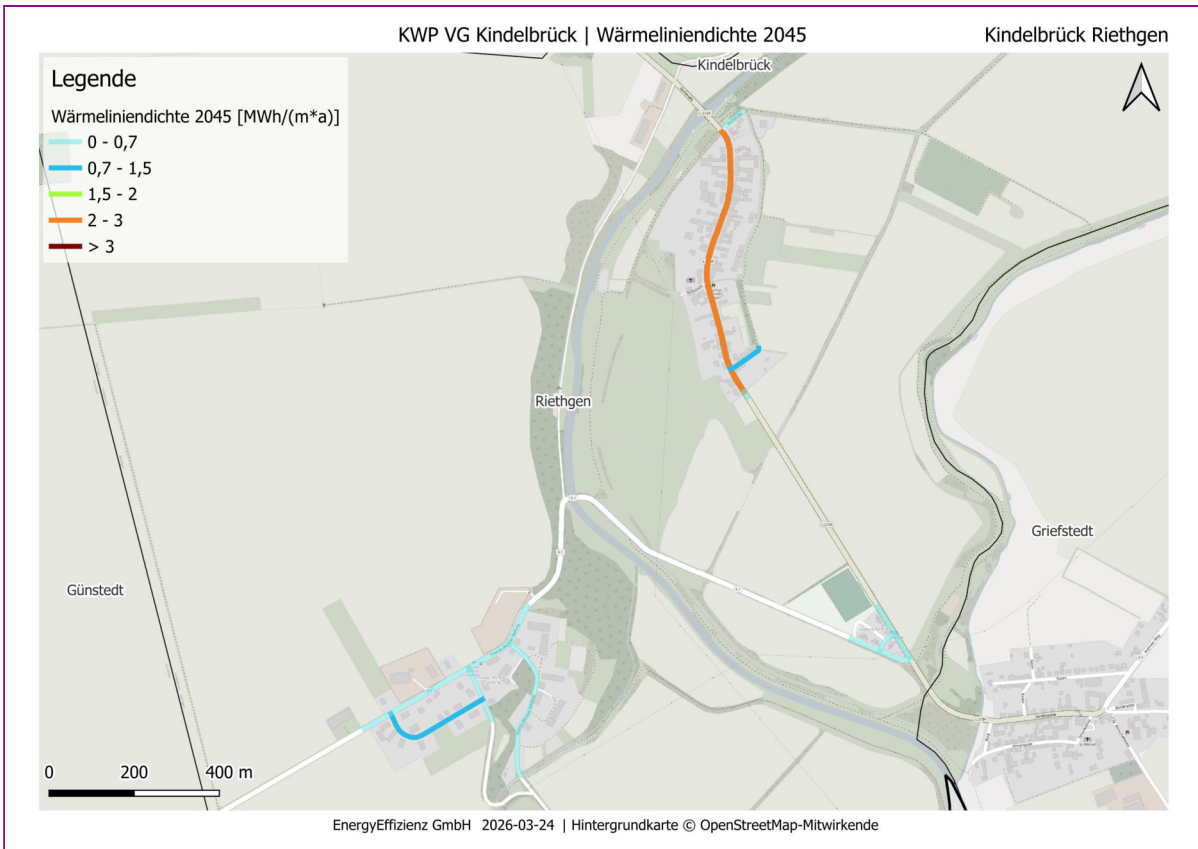 KWP VG Kindelbrück | Wärmeliniendichte 2045
Kindelbrück Riethgen
Legende
Wärmeliniendichte 2045 [MWh/(m*a)]
0 - 0,7
0,7 - 1,5
1,5 - 2
2 - 3
> 3
Kindelbrück
Riethgen
Griefstedt
Günstedt
0 200 400 m
EnergyEffizienz GmbH 2026-03-24 | Hintergrundkarte © OpenStreetMap-Mitwirkende